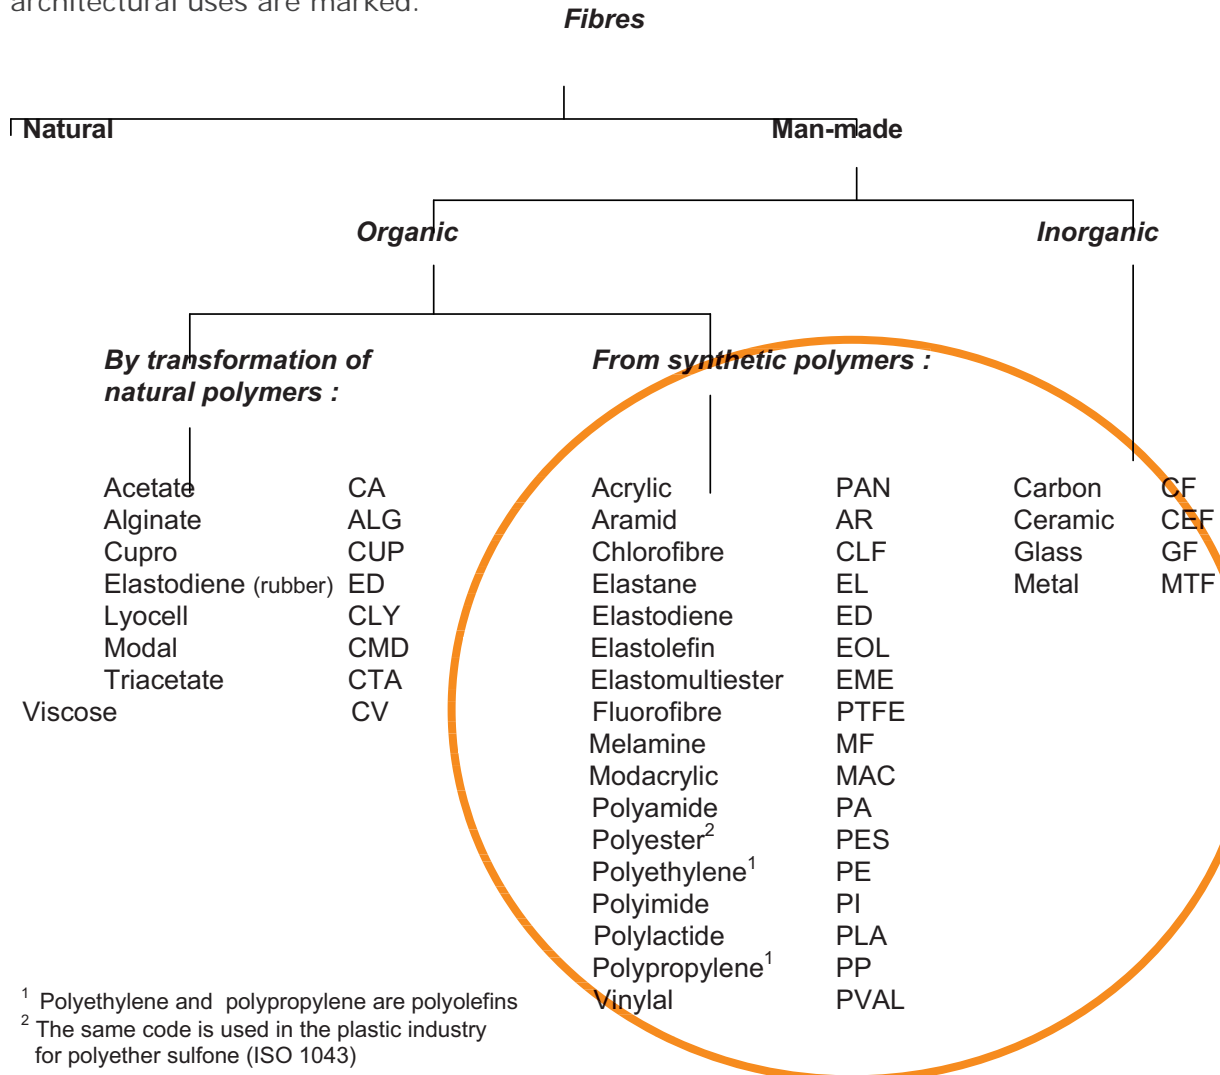 architectural uses are marked.
Fibres
Natural Man-made
Organic Inorganic
By transformation of
natural polymers :
From synthetic polymers :
Acetate CA Acrylic PAN Carbon CF
Alginate ALG Aramid AR Ceramic CEF
Cupro CUP Chlorofibre CLF Glass GF
Elastodiene (rubber) ED Elastane EL Metal MTF
Lyocell CLY Elastodiene ED
Modal CMD Elastolefin EOL
Triacetate CTA Elastomultiester EME
Viscose CV Fluorofibre PTFE
Melamine MF
Modacrylic MAC
Polyamide PA
Polyester2 PES
Polyethylene1 PE
Polyimide PI
Polylactide PLA
Polypropylene1 PP
Vinylal PVAL
1 Polyethylene and polypropylene are polyolefins
2 The same code is used in the plastic industry
for polyether sulfone (ISO 1043)